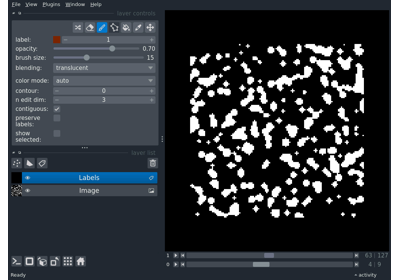 File View Plugins Window Help
layer controls
label: 1
opacity: 0.70
brush size: 15
blending: translucent
color mode: auto
contour: 0
n edit dim: 3
contiguous:
preserve
labels:
show
selected:
layer list
Labels
Image
1 63 127
0 4 9
Ready
activity